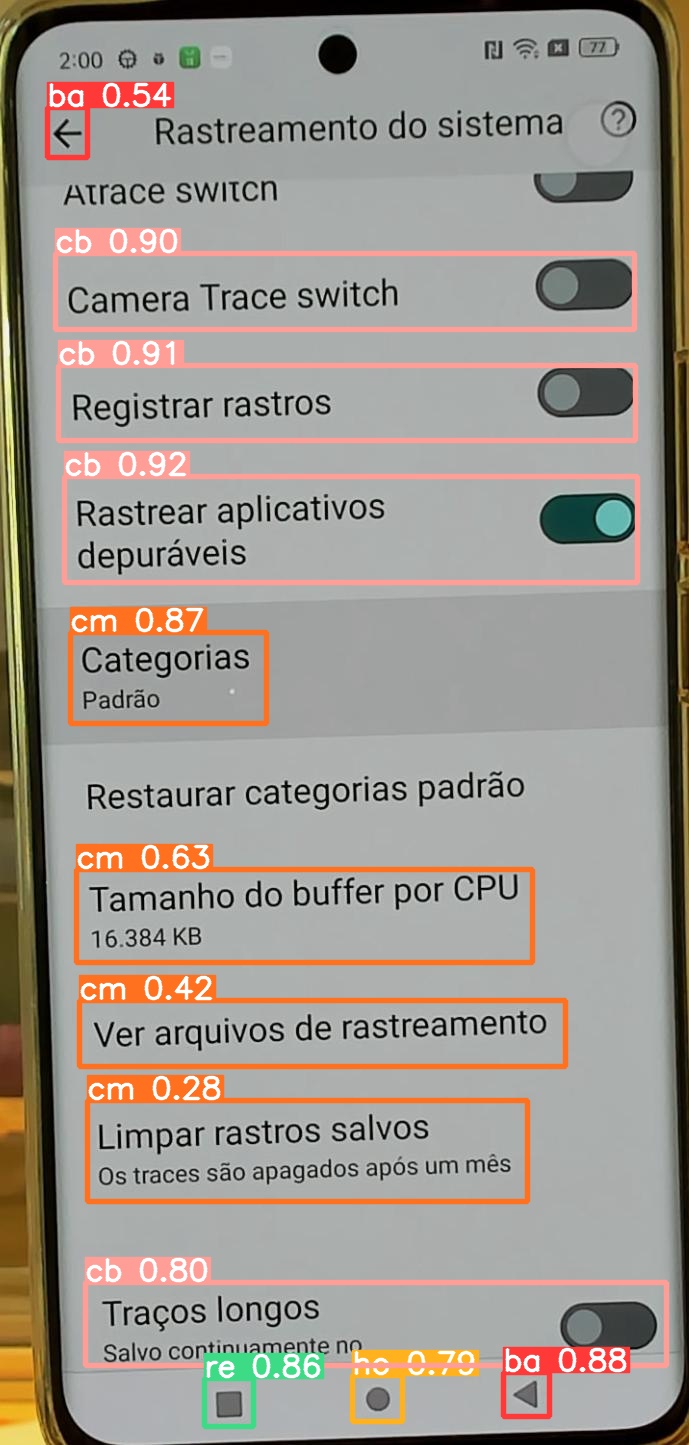 2:00
77
ba 0.54
Rastreamento do sistema
?
Atrace switch
cb 0.90
Camera Trace switch
cb 0.91
Registrar rastros
cb 0.92
Rastrear aplicativos
depuráveis
cm 0.87
Categorias
Padrão
Restaurar categorias padrão
cm 0.63
Tamanho do buffer por CPU
16.384 KB
cm 0.42
Ver arquivos de rastreamento
cm 0.28
Limpar rastros salvos
Os traces são apagados após um mês
cb 0.80
Traços longos
Salvo continuamente no
re 0.86
ho 0.79
ba 0.88